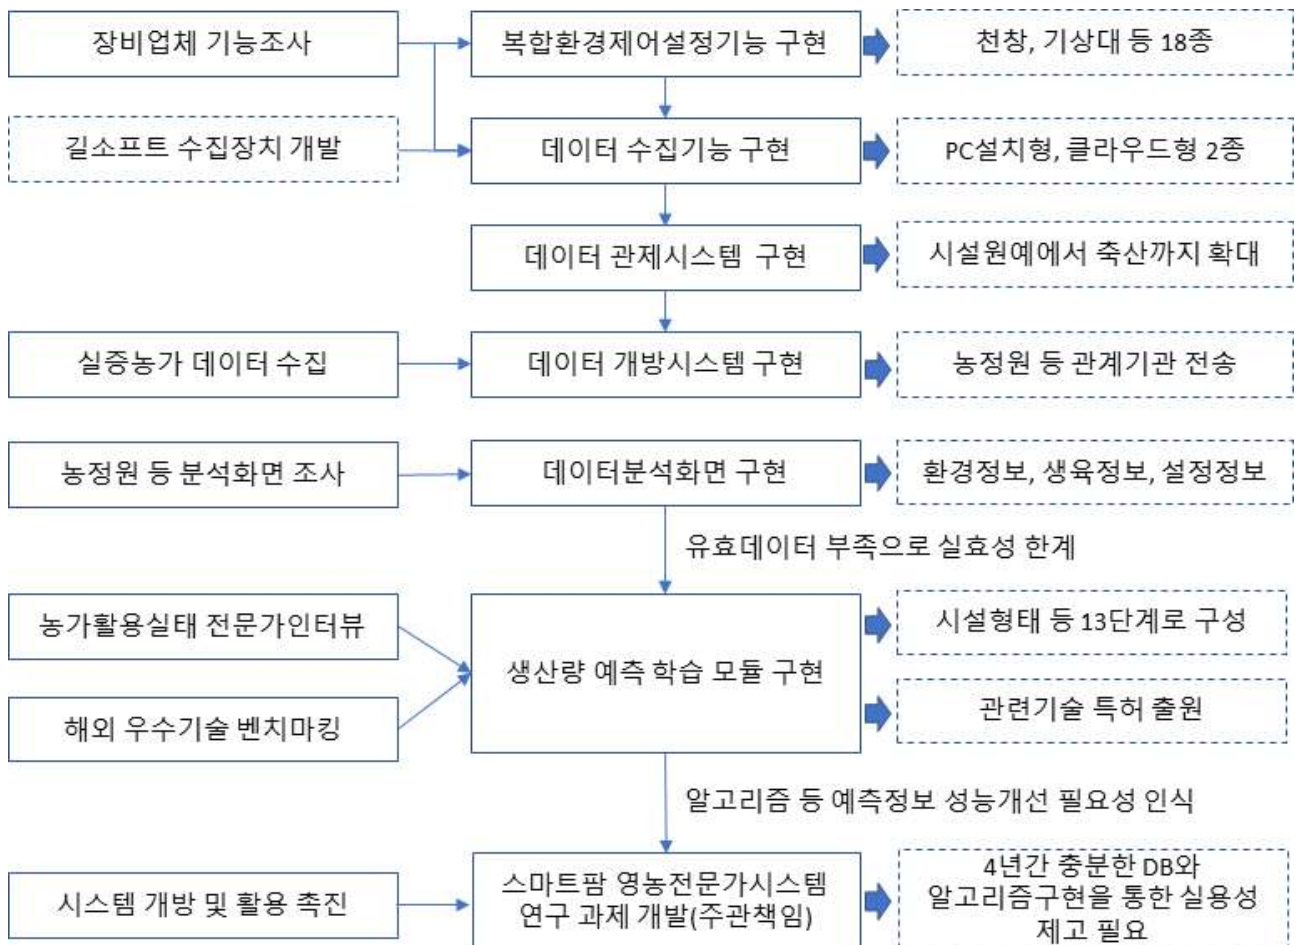 장비업체 기능조사
복합환경제어설정기능 구현
천창, 기상대 등 18종
길소프트 수집장치 개발
데이터 수집기능 구현
PC설치형, 클라우드형 2종
데이터 관제시스템 구현
시설원예에서 축산까지 확대
실증농가 데이터 수집
데이터 개방시스템 구현
농정원 등 관계기관 전송
농정원 등 분석화면 조사
데이터분석화면 구현
환경정보, 생육정보, 설정정보
유효데이터 부족으로 실효성 한계
농가활용실태 전문가인터뷰
해외 우수기술 벤치마킹
생산량 예측 학습 모듈 구현
시설형태 등 13단계로 구성
관련기술 특허 출원
알고리즘 등 예측정보 성능개선 필요성 인식
시스템 개방 및 활용 촉진
스마트팜 영농전문가시스템
연구 과제 개발(주관책임)
4년간 충분한 DB와
알고리즘구현을 통한 실용성
제고 필요